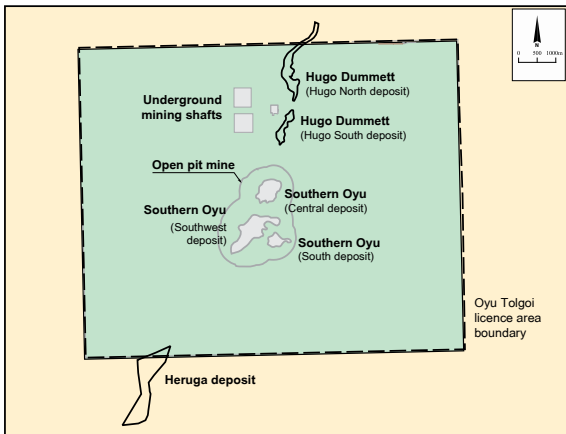 N
0 500 1000m
Hugo Dummett
(Hugo North deposit)
Underground
mining shafts
Hugo Dummett
(Hugo South deposit)
Open pit mine
Southern Oyu
(Central deposit)
Southern Oyu
(Southwest
deposit)
Southern Oyu
(South deposit)
Oyu Tolgoi
licence area
boundary
Heruga deposit